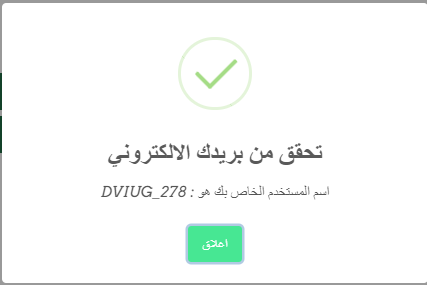 تحقق من بريدك الالكتروني
اسم المستخدم الخاص بك هو : DVIUG_278
اغلاق